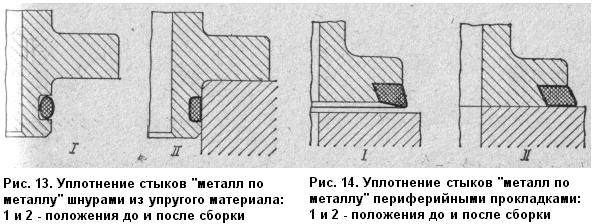 I
II
I
II
Рис. 13. Уплотнение стыков "металл по
металлу" шнурами из упругого материала:
1 и 2 - положения до и после сборки
Рис. 14. Уплотнение стыков "металл по
металлу" периферийными прокладками:
1 и 2 - положения до и после сборки